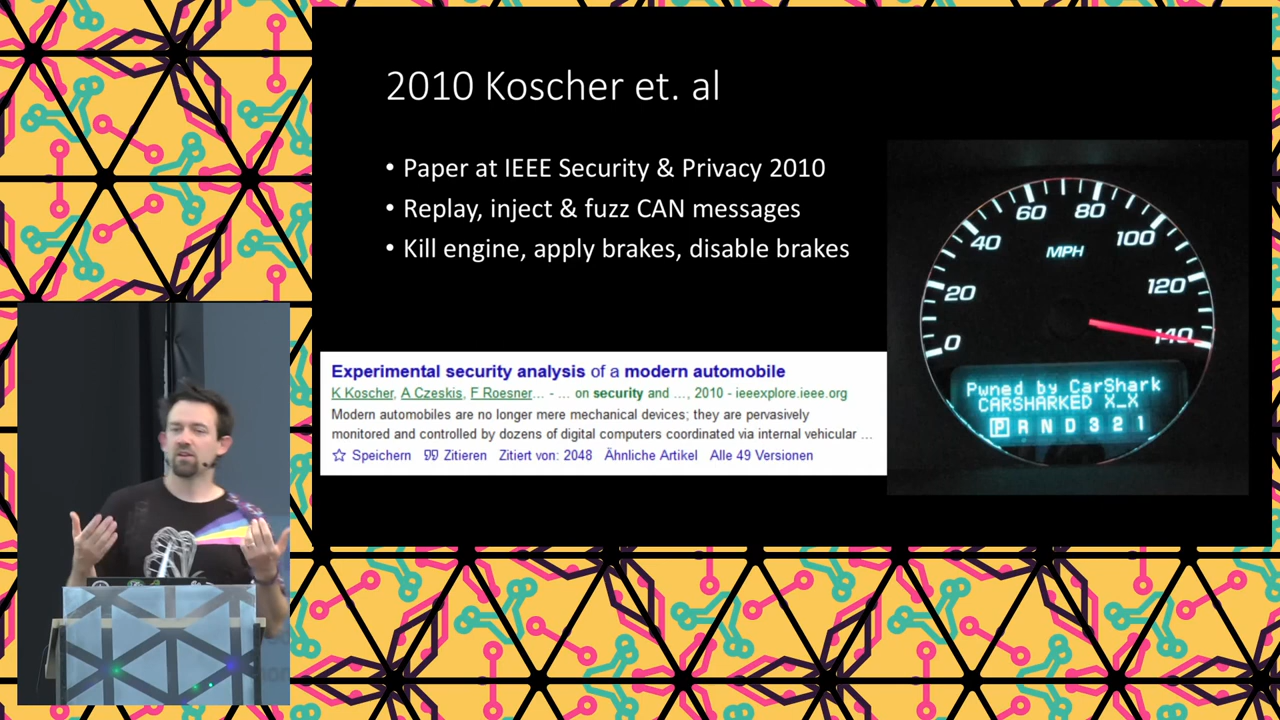 2010 Koscher et. al
• Paper at IEEE Security & Privacy 2010
• Replay, inject & fuzz CAN messages
• Kill engine, apply brakes, disable brakes
Experimental security analysis of a modern automobile
K Koscher, A Czeskis, F Roesner... - ... on security and ..., 2010 - ieeexplore.ieee.org
Modern automobiles are no longer mere mechanical devices; they are pervasively
monitored and controlled by dozens of digital computers coordinated via internal vehicular ...
Speichern Zitieren Zitiert von: 2048 Ähnliche Artikel Alle 49 Versionen
0
20
40
60
80
100
120
140
MPH
Pwned by CarShark
CARSHARKED X_X
P R N D 3 2 1